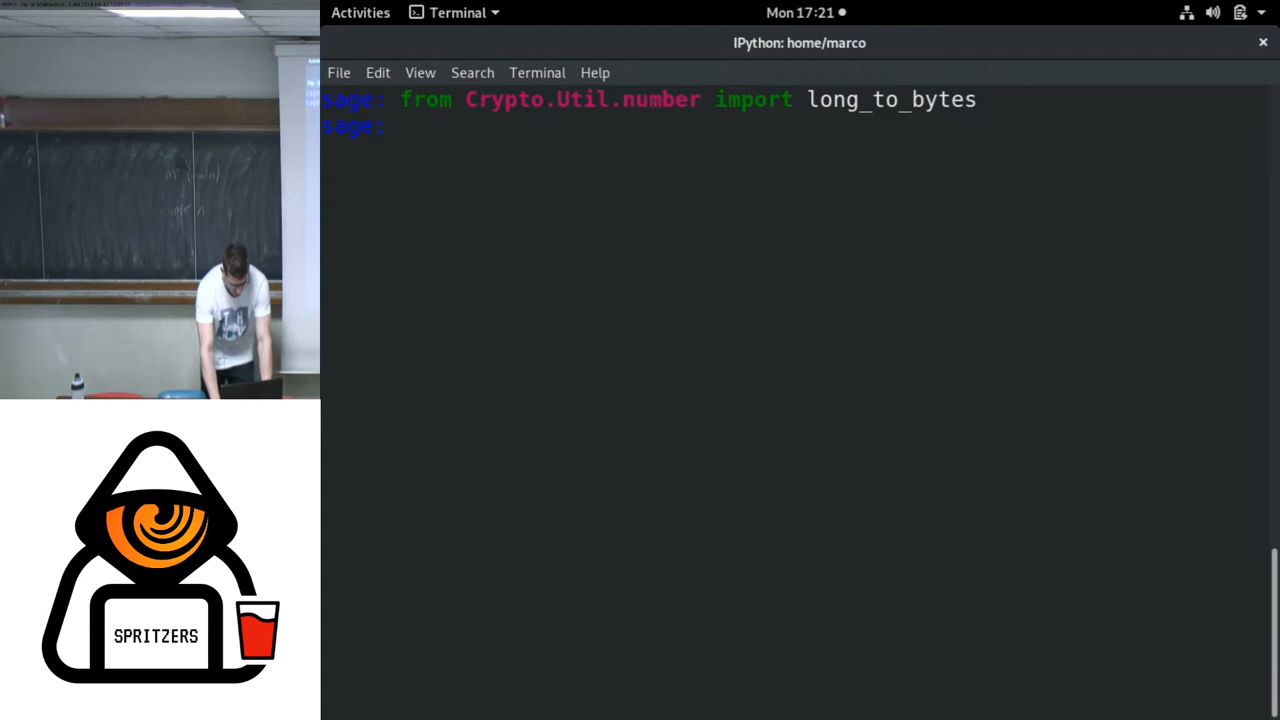 Activities Terminal Mon 17:21
IPython: home/marco
File Edit View Search Terminal Help
sage: from Crypto.Util.number import long_to_bytes
sage:
SPRITZERS